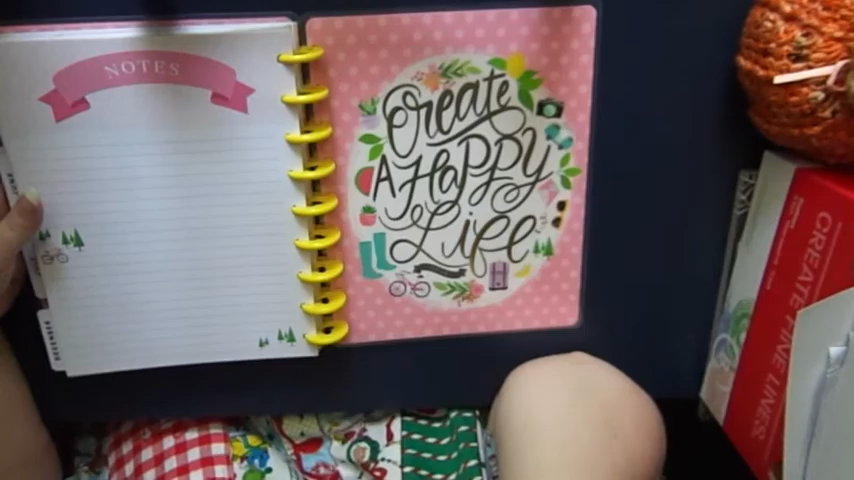 NOTES
Create
A Happy
Life
CREATE FINE LINES